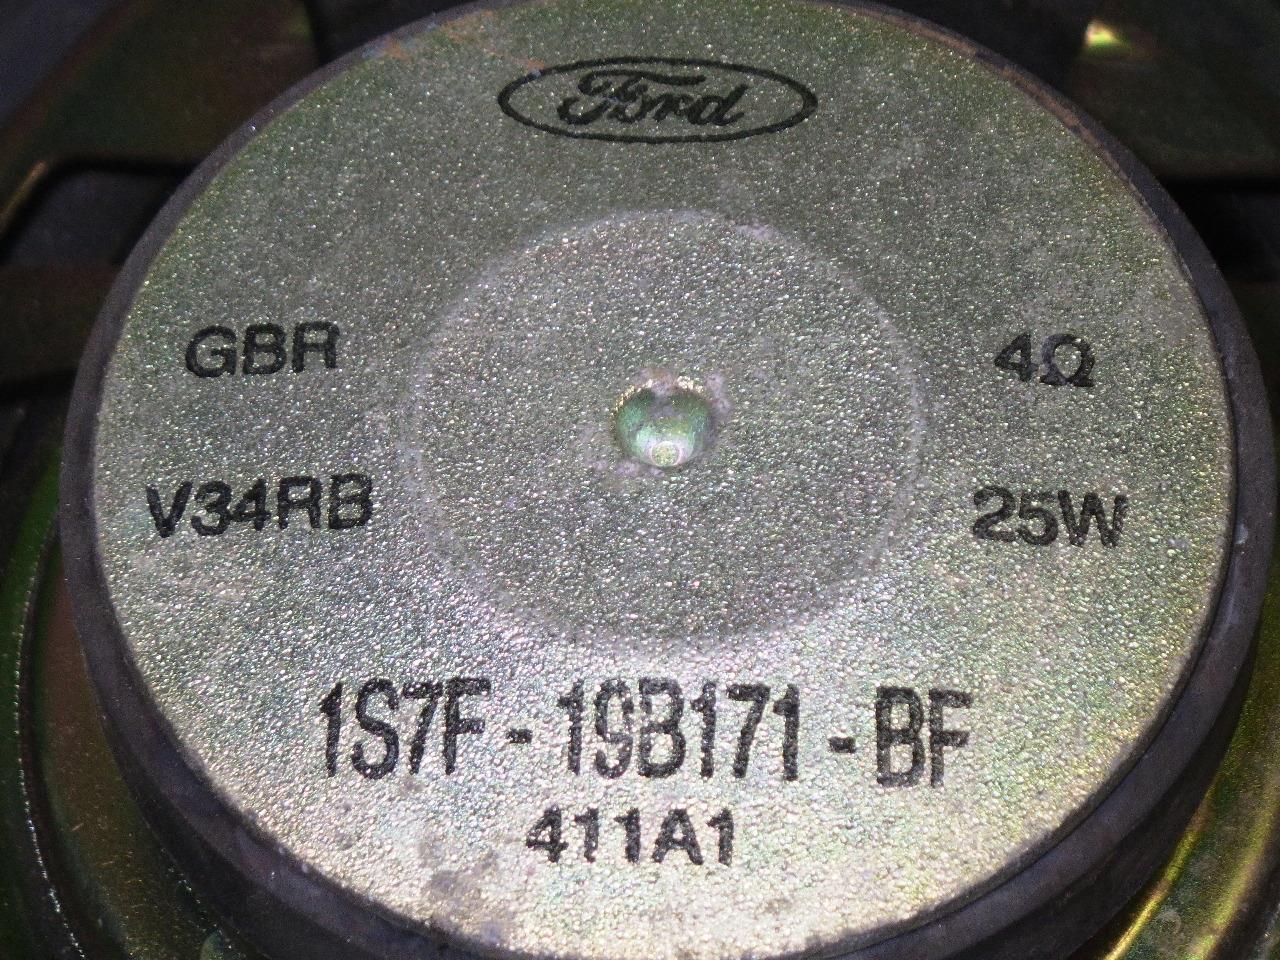 Ford
GBR 4Ω
V34RB 25W
1S7F-19B171-BF
411A1